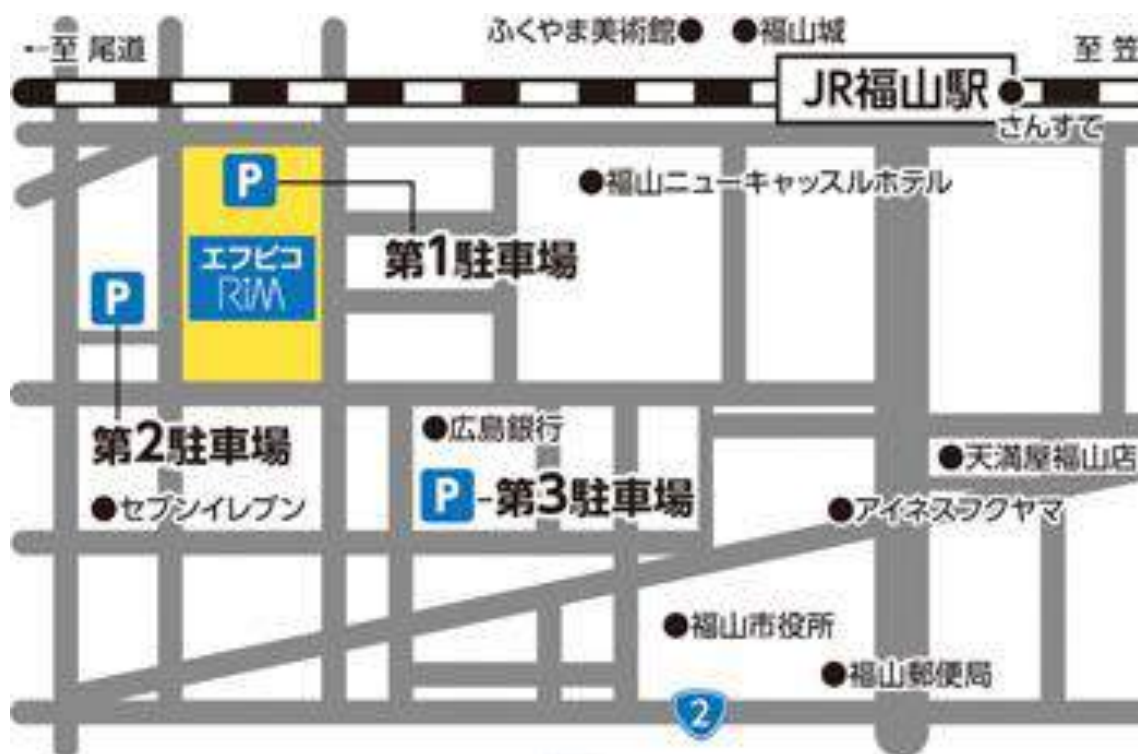 ←至 尾道
ふくやま美術館● ●福山城
至 笠
JR福山駅
さんすて
P
●福山ニューキャッスルホテル
第1駐車場
エフピコ
RiM
P
●広島銀行
第2駐車場
●天満屋福山店
P-第3駐車場
●セブンイレブン
●アイネスフクヤマ
●福山市役所
●福山郵便局
2